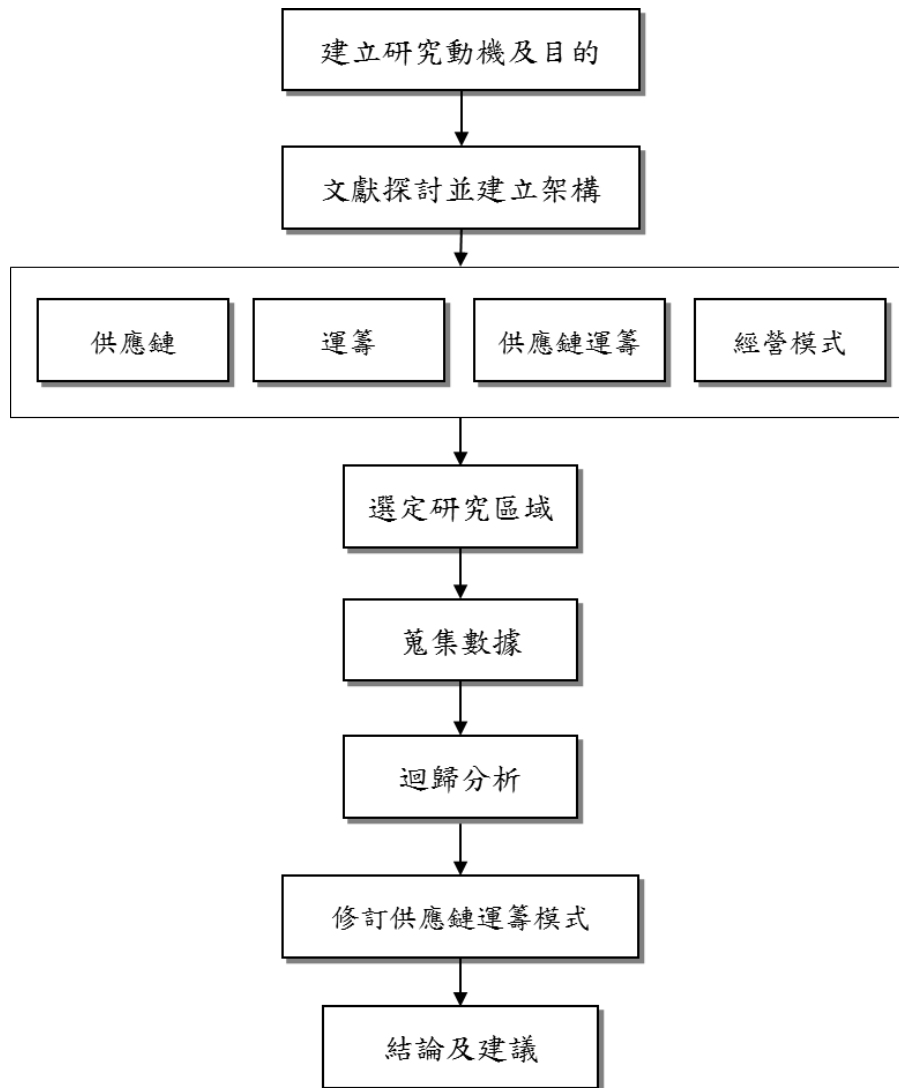 建立研究動機及目的
文獻探討並建立架構
供應鏈
運籌
供應鏈運籌
經營模式
選定研究區域
蒐集數據
迴歸分析
修訂供應鏈運籌模式
結論及建議